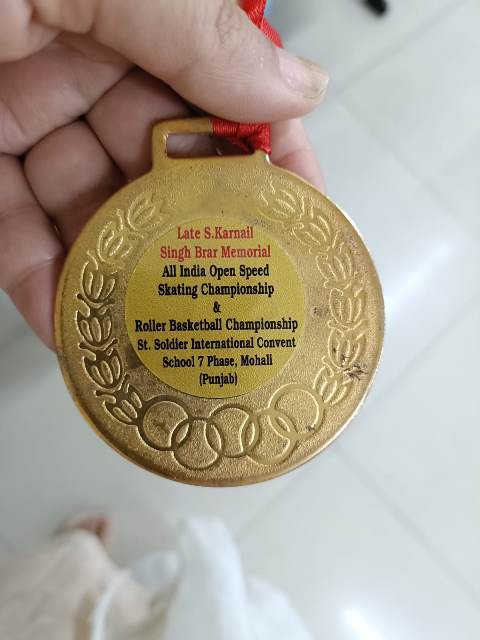 Late S.Karnail
Singh Brar Memorial
All India Open Speed
Skating Championship
&
Roller Basketball Championship
St. Soldier International Convent
School 7 Phase, Mohali
(Punjab)